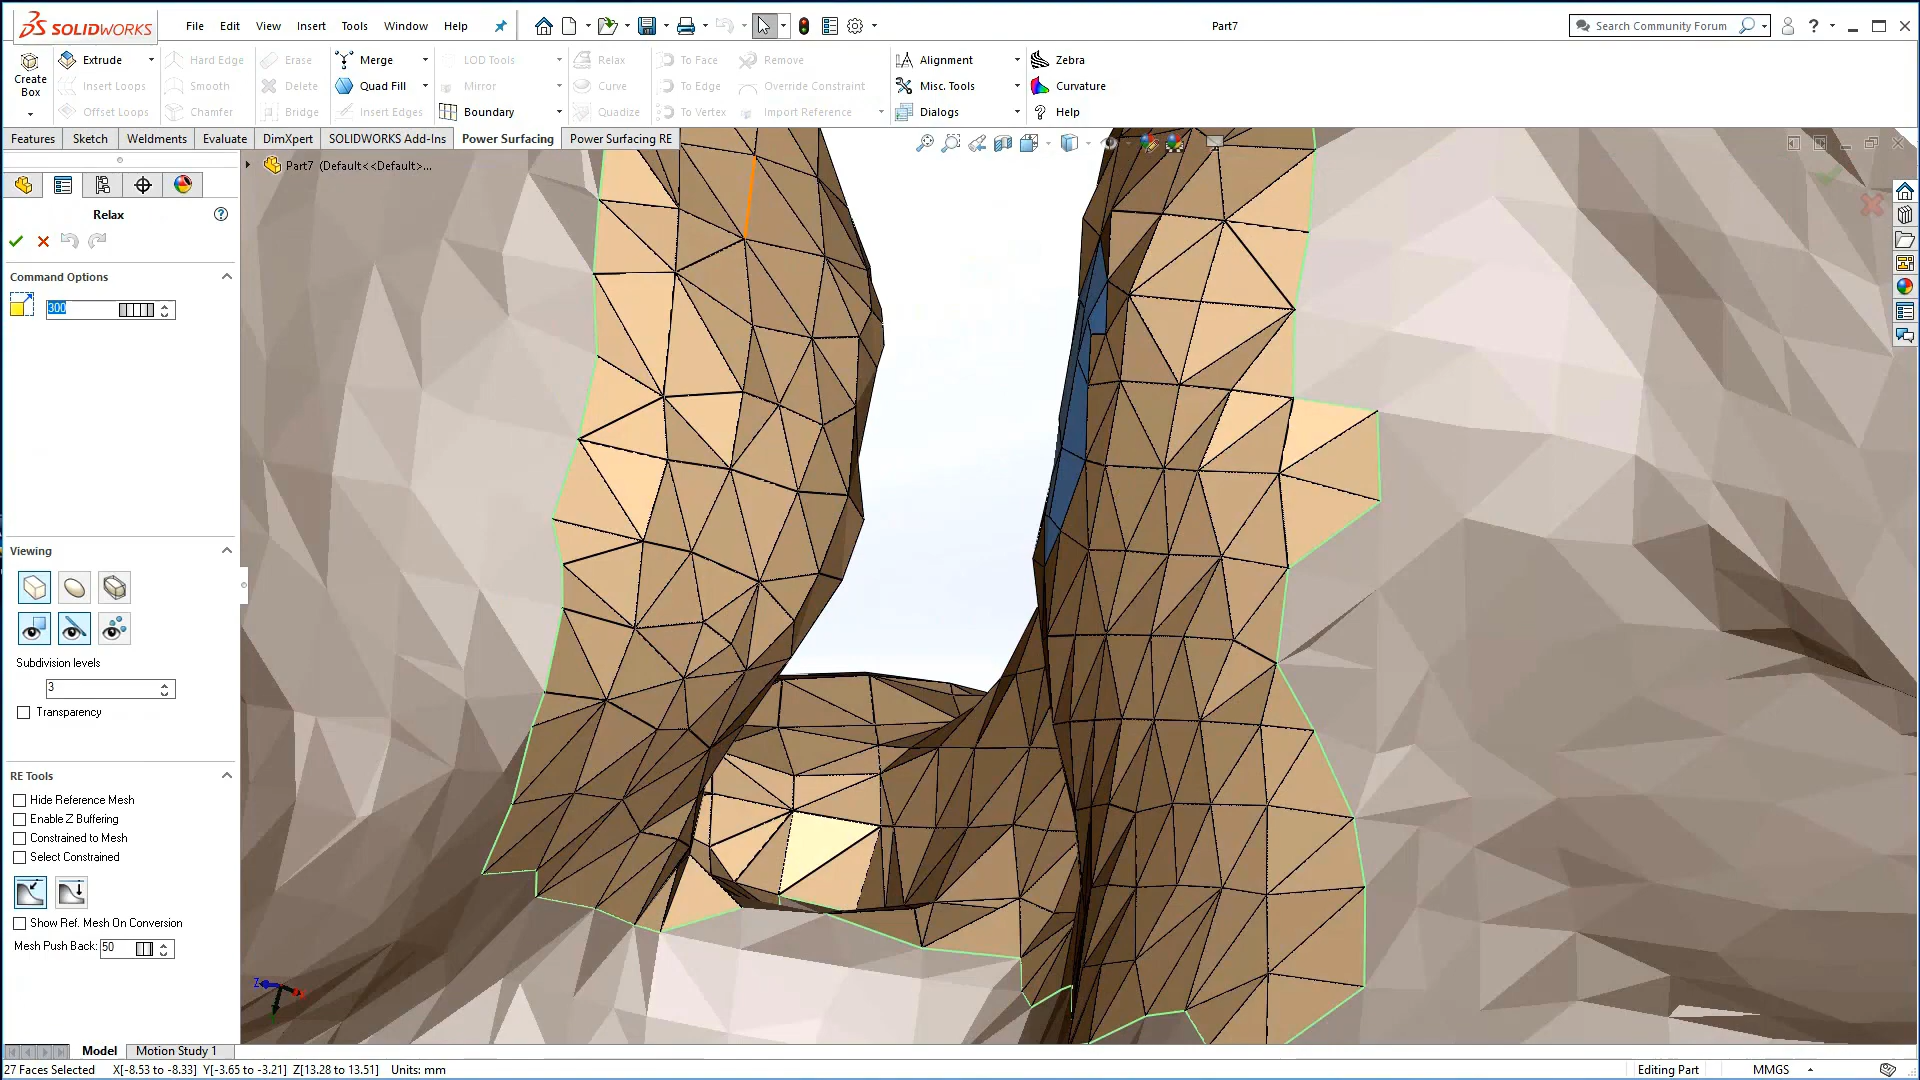 SOLIDWORKS File Edit View Insert Tools Window Help Part7 Search Community Forum ?
Create Box
Extrude Hard Edge Erase Merge LOD Tools Relax To Face Remove Alignment Zebra
Insert Loops Smooth Delete Quad Fill Mirror Curve To Edge Override Constraint Misc. Tools Curvature
Offset Loops Chamfer Bridge Insert Edges Boundary Quadize To Vertex Import Reference Dialogs ? Help
Features Sketch Weldments Evaluate DimXpert SOLIDWORKS Add-Ins Power Surfacing Power Surfacing RE
Part7 (Default<<Default>...
Relax ?
Command Options
300
Viewing
Subdivision levels
3
Transparency
RE Tools
Hide Reference Mesh
Enable Z Buffering
Constrained to Mesh
Select Constrained
Show Ref. Mesh On Conversion
Mesh Push Back: 50
Z
Model Motion Study 1
27 Faces Selected X[-8.53 to -8.33] Y[-3.65 to -3.21] Z[13.28 to 13.51] Units: mm Editing Part MMGS